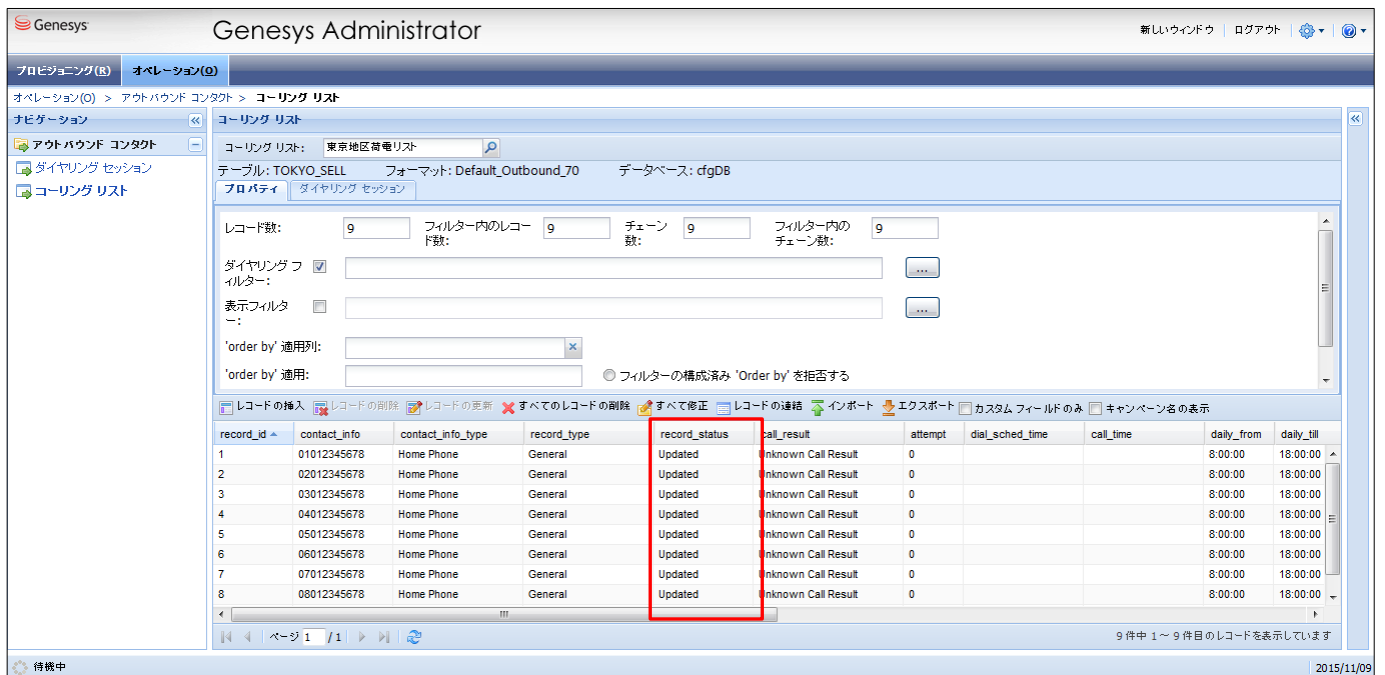 Genesys
Genesys Administrator
新しいウィンドウ ログアウト
プロビジョニング(R) オペレーション(O)
オペレーション(O) > アウトバウンド コンタクト > コーリング リスト
ナビゲーション
アウトバウンド コンタクト
ダイヤリング セッション
コーリング リスト
コーリング リスト
コーリング リスト: 東京地区荷電リスト
テーブル: TOKYO_SELL フォーマット: Default_Outbound_70 データベース: cfgDB
プロパティ ダイヤリング セッション
レコード数: 9 フィルター内のレコード数: 9 チェーン数: 9 フィルター内のチェーン数: 9
ダイヤリング フィルター: ...
表示フィルター: ...
'order by' 適用列:
'order by' 適用: フィルターの構成済み 'Order by' を拒否する
レコードの挿入 レコードの削除 レコードの更新 すべてのレコードの削除 すべて修正 レコードの連結 インポート エクスポート カスタム フィールドのみ キャンペーン名の表示
record_id contact_info contact_info_type record_type record_status call_result attempt dial_sched_time call_time daily_from daily_till
1 01012345678 Home Phone General Updated Unknown Call Result 0 8:00:00 18:00:00
2 02012345678 Home Phone General Updated Unknown Call Result 0 8:00:00 18:00:00
3 03012345678 Home Phone General Updated Unknown Call Result 0 8:00:00 18:00:00
4 04012345678 Home Phone General Updated Unknown Call Result 0 8:00:00 18:00:00
5 05012345678 Home Phone General Updated Unknown Call Result 0 8:00:00 18:00:00
6 06012345678 Home Phone General Updated Unknown Call Result 0 8:00:00 18:00:00
7 07012345678 Home Phone General Updated Unknown Call Result 0 8:00:00 18:00:00
8 08012345678 Home Phone General Updated Unknown Call Result 0 8:00:00 18:00:00
ページ 1 / 1
9 件中 1 ～ 9 件目のレコードを表示しています
待機中
2015/11/09